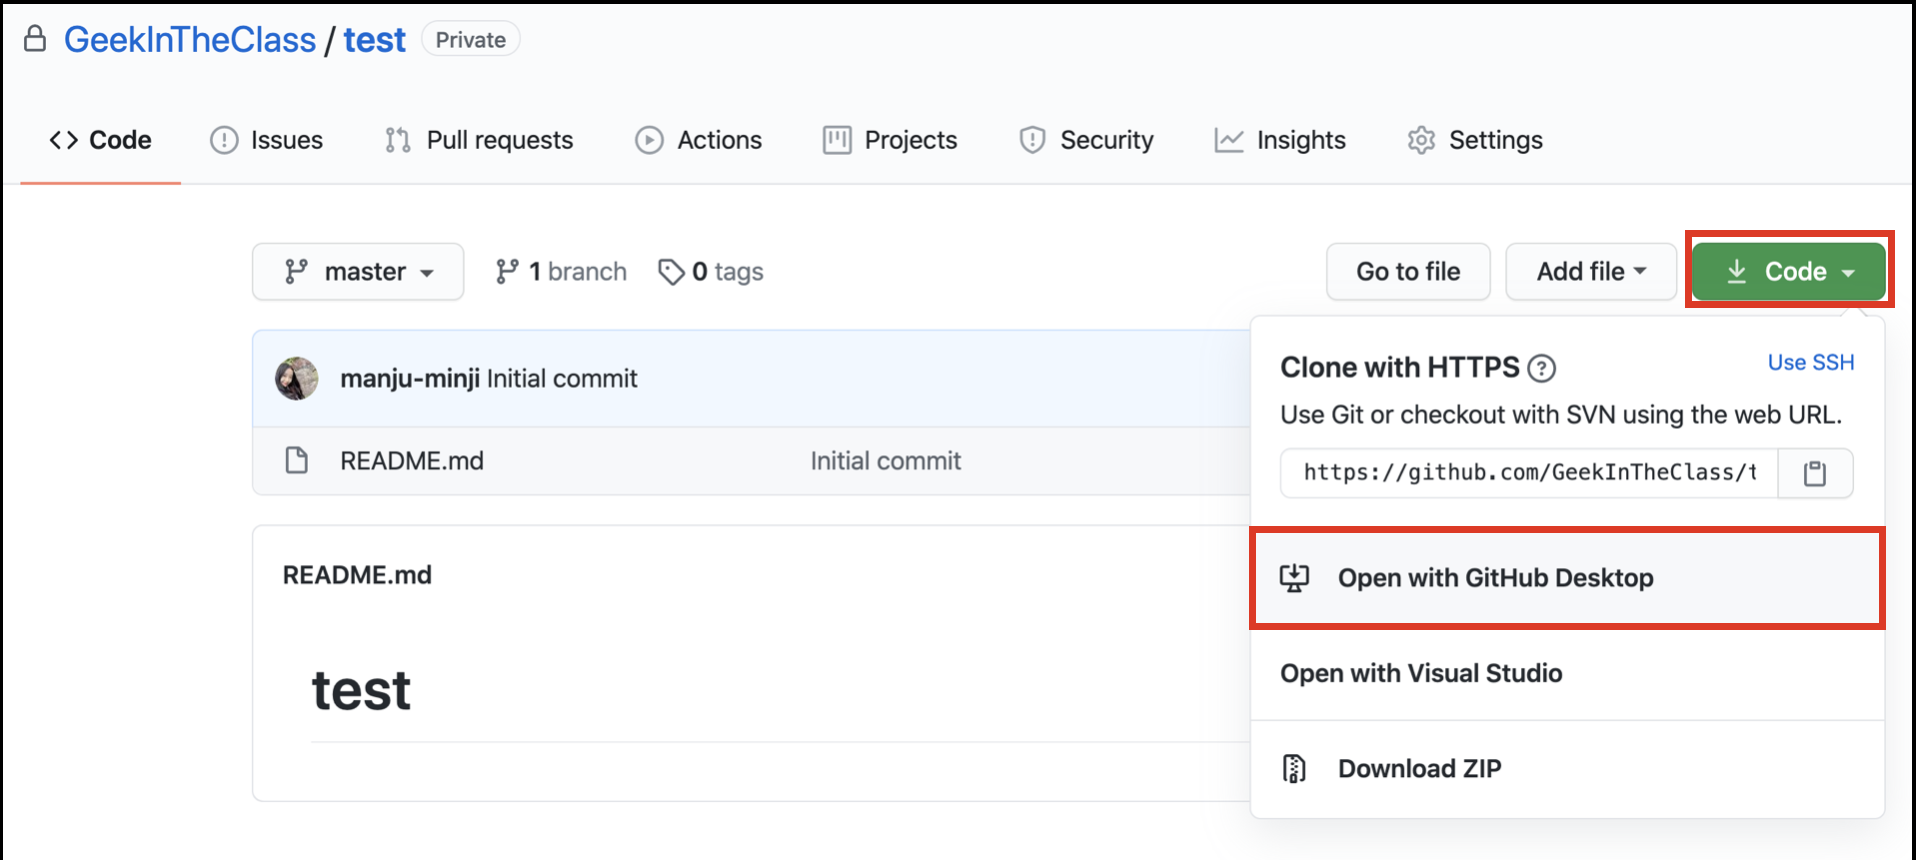 GeekInTheClass / test Private
Code Issues Pull requests Actions Projects Security Insights Settings
master 1 branch 0 tags Go to file Add file Code
manju-minji Initial commit
README.md Initial commit
README.md
test
Clone with HTTPS ? Use SSH
Use Git or checkout with SVN using the web URL.
https://github.com/GeekInTheClass/t
Open with GitHub Desktop
Open with Visual Studio
Download ZIP